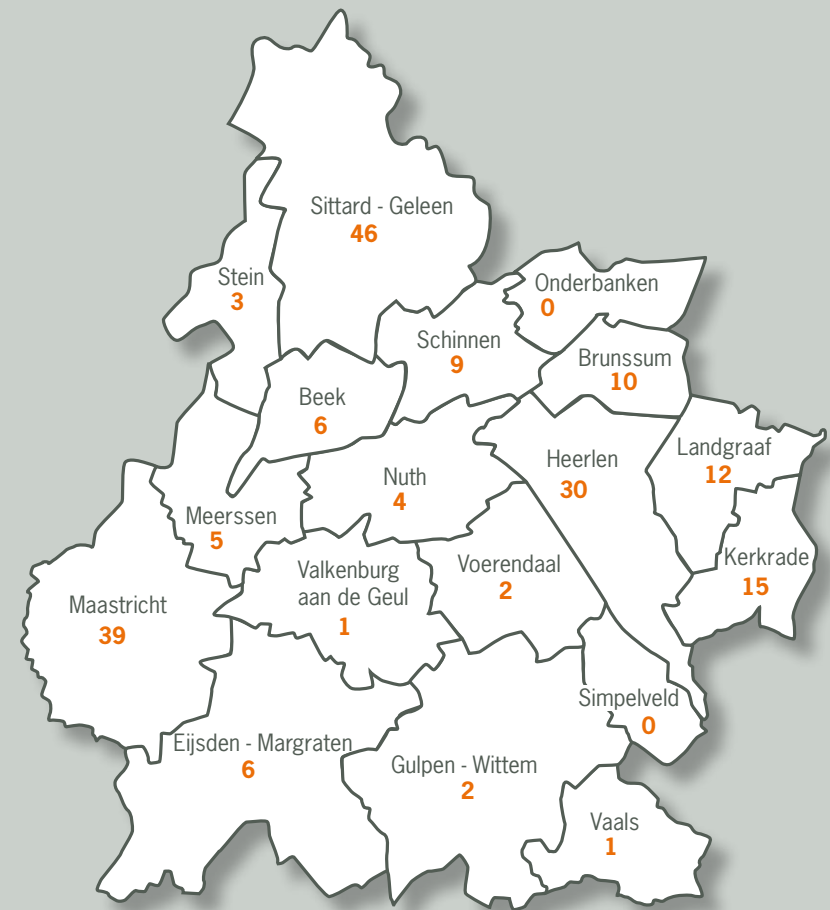 Sittard - Geleen
46
Stein
3
Onderbanken
0
Schinnen
9
Brunssum
10
Beek
6
Landgraaf
12
Heerlen
30
Nuth
4
Meerssen
5
Kerkrade
15
Voerendaal
2
Valkenburg
aan de Geul
1
Maastricht
39
Simpelveld
0
Eijsden - Margraten
6
Gulpen - Wittem
2
Vaals
1